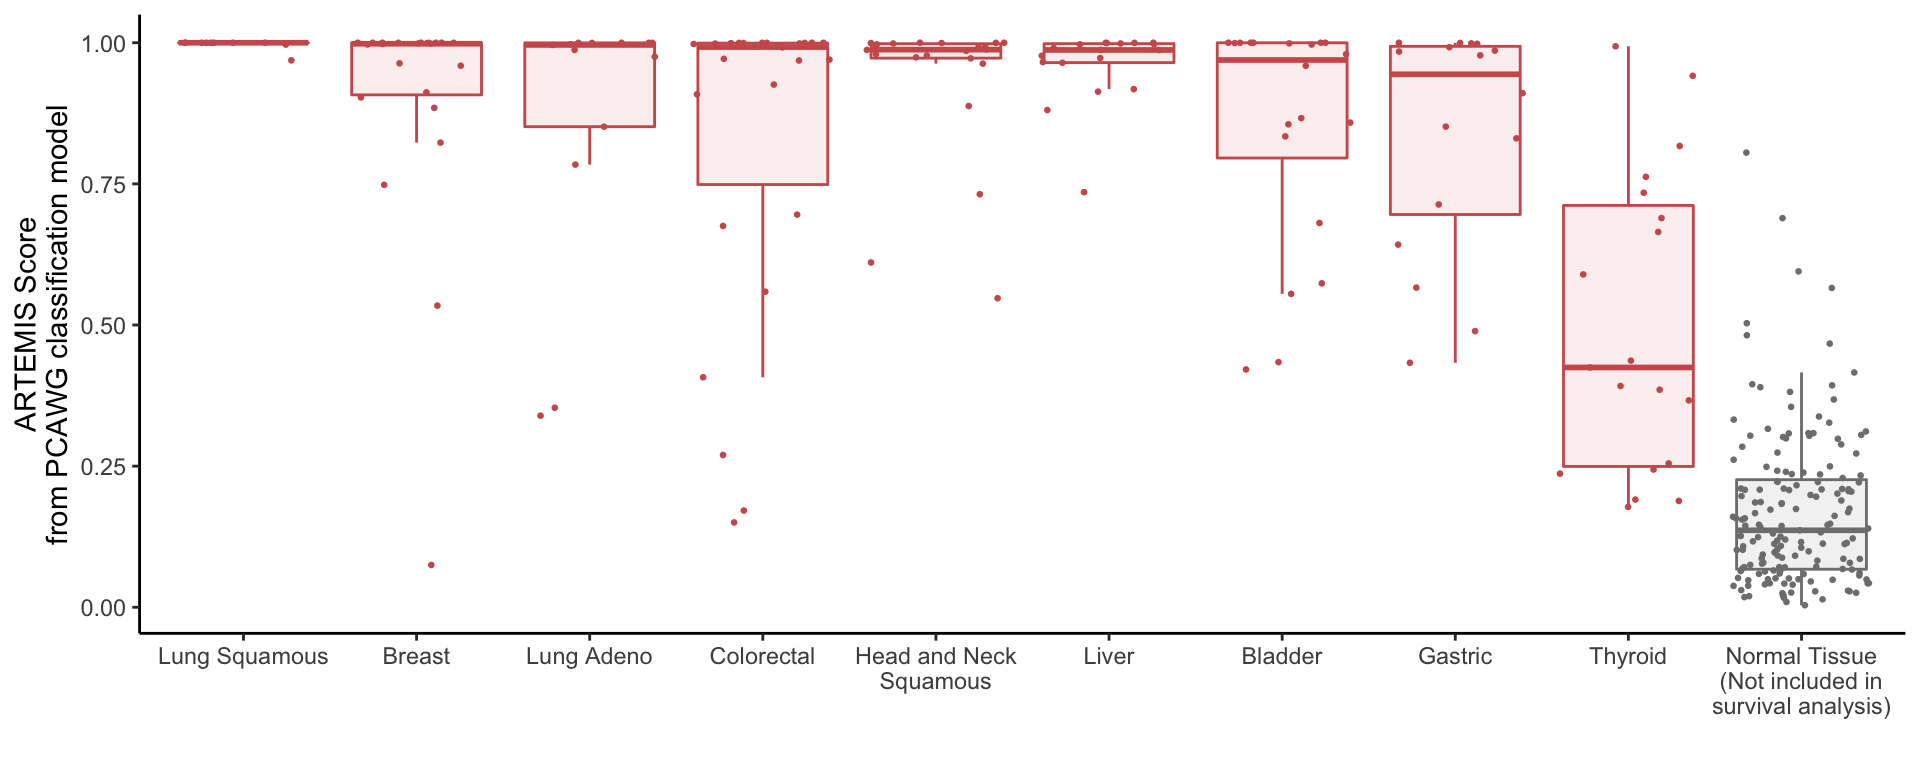 ARTEMIS Score
from PCAWG classification model
1.00
0.75
0.50
0.25
0.00
Lung Squamous
Breast
Lung Adeno
Colorectal
Head and Neck
Squamous
Liver
Bladder
Gastric
Thyroid
Normal Tissue
(Not included in
survival analysis)